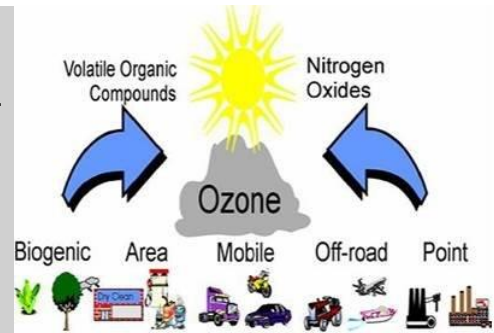 Volatile Organic
Compounds
Nitrogen
Oxides
Ozone
Biogenic Area Mobile Off-road Point
Dry Clean